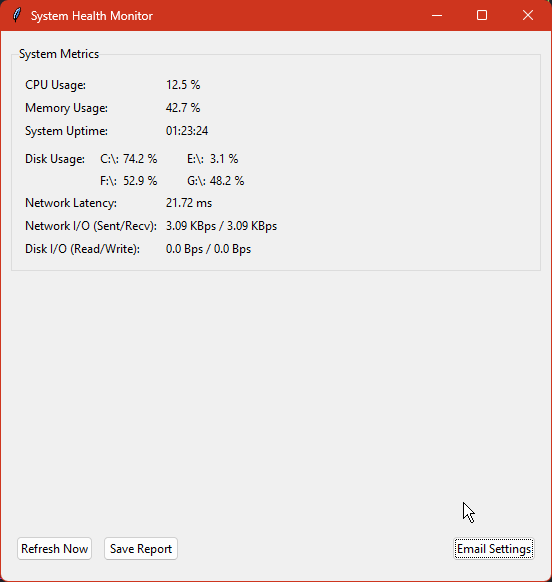 System Health Monitor
System Metrics
CPU Usage: 12.5 %
Memory Usage: 42.7 %
System Uptime: 01:23:24
Disk Usage: C:\: 74.2 % E:\: 3.1 %
F:\: 52.9 % G:\: 48.2 %
Network Latency: 21.72 ms
Network I/O (Sent/Recv): 3.09 KBps / 3.09 KBps
Disk I/O (Read/Write): 0.0 Bps / 0.0 Bps
Refresh Now Save Report Email Settings